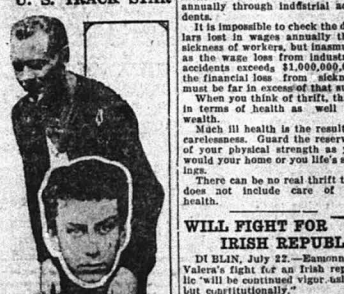 U. S. TRACK STAR
annually through industrial ac-
dents.
It is impossible to check the d
lars lost in wages annually th
sickness of workers, but inasmu
as the wage loss from industr
accidents exceeds $1,000,000,0
the financial loss from sickn
must be far in excess of that su
When you think of thrift, th
in terms of health as well
wealth.
Much ill health is the result
carelessness. Guard the reserv
of your physical strength as y
would your home or you life's s
ings.
There can be no real thrift t
does not include care of
health.
WILL FIGHT FOR
IRISH REPUBL
DUBLIN, July 22.—Eamonn
Valera's fight for an Irish rep
lic "will be continued vigor
but constitutionally."